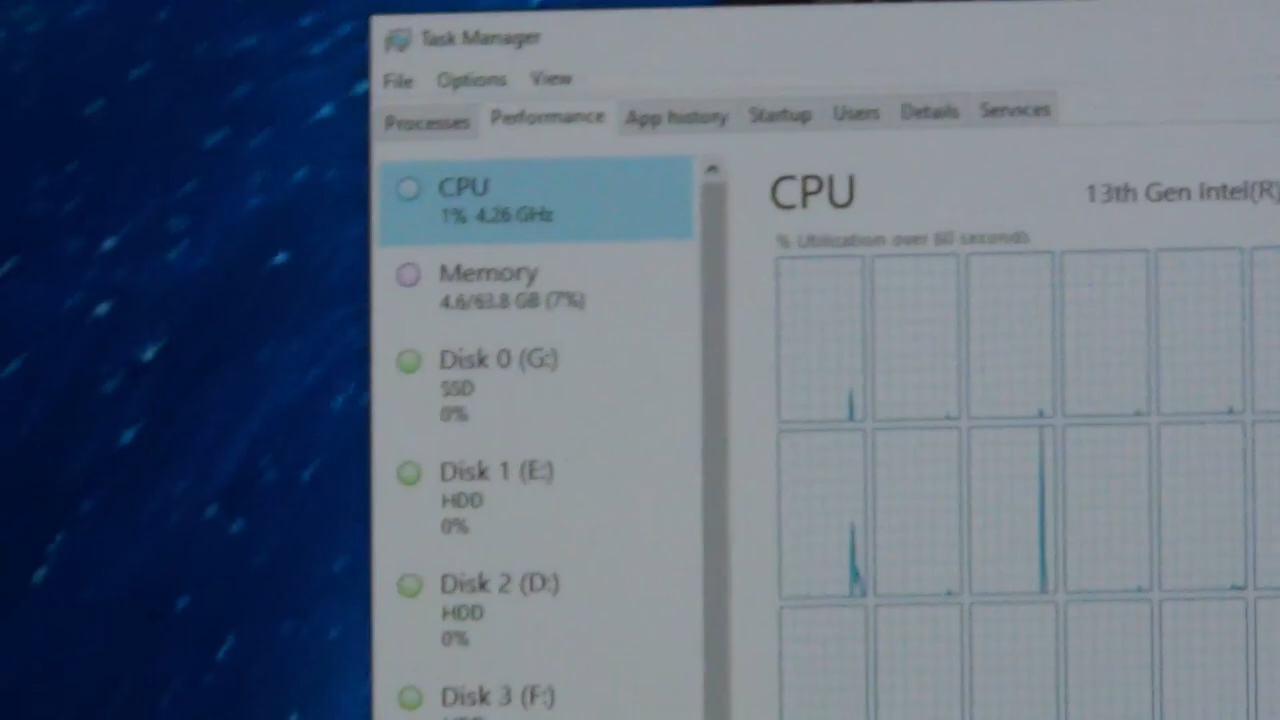 Task Manager
File Options View
Processes Performance App history Startup Users Details Services
CPU
1% 4.26 GHz
Memory
4.6/63.8 GB (7%)
Disk 0 (G:)
SSD
0%
Disk 1 (E:)
HDD
0%
Disk 2 (D:)
HDD
0%
Disk 3 (F:)
CPU
13th Gen Intel(R)
% Utilization over 60 seconds